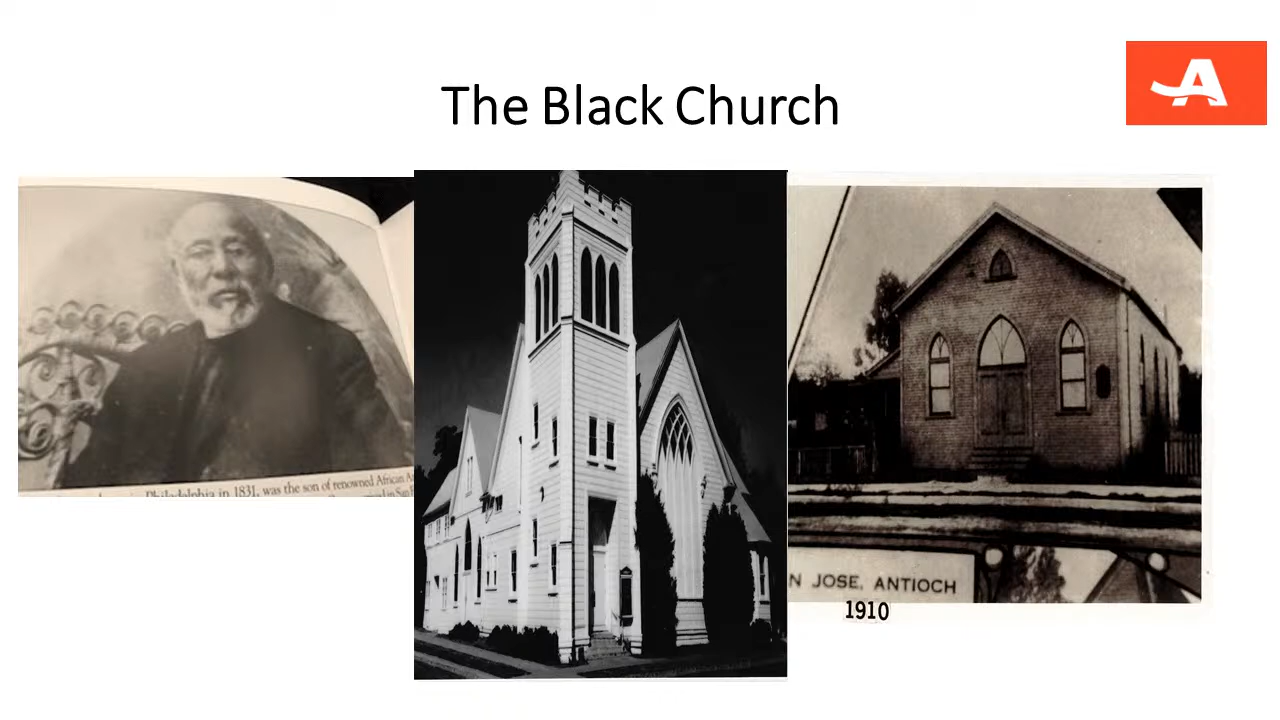 The Black Church
A
Philadelphia in 1831, was the son of renowned African A
N JOSE, ANTIOCH
1910